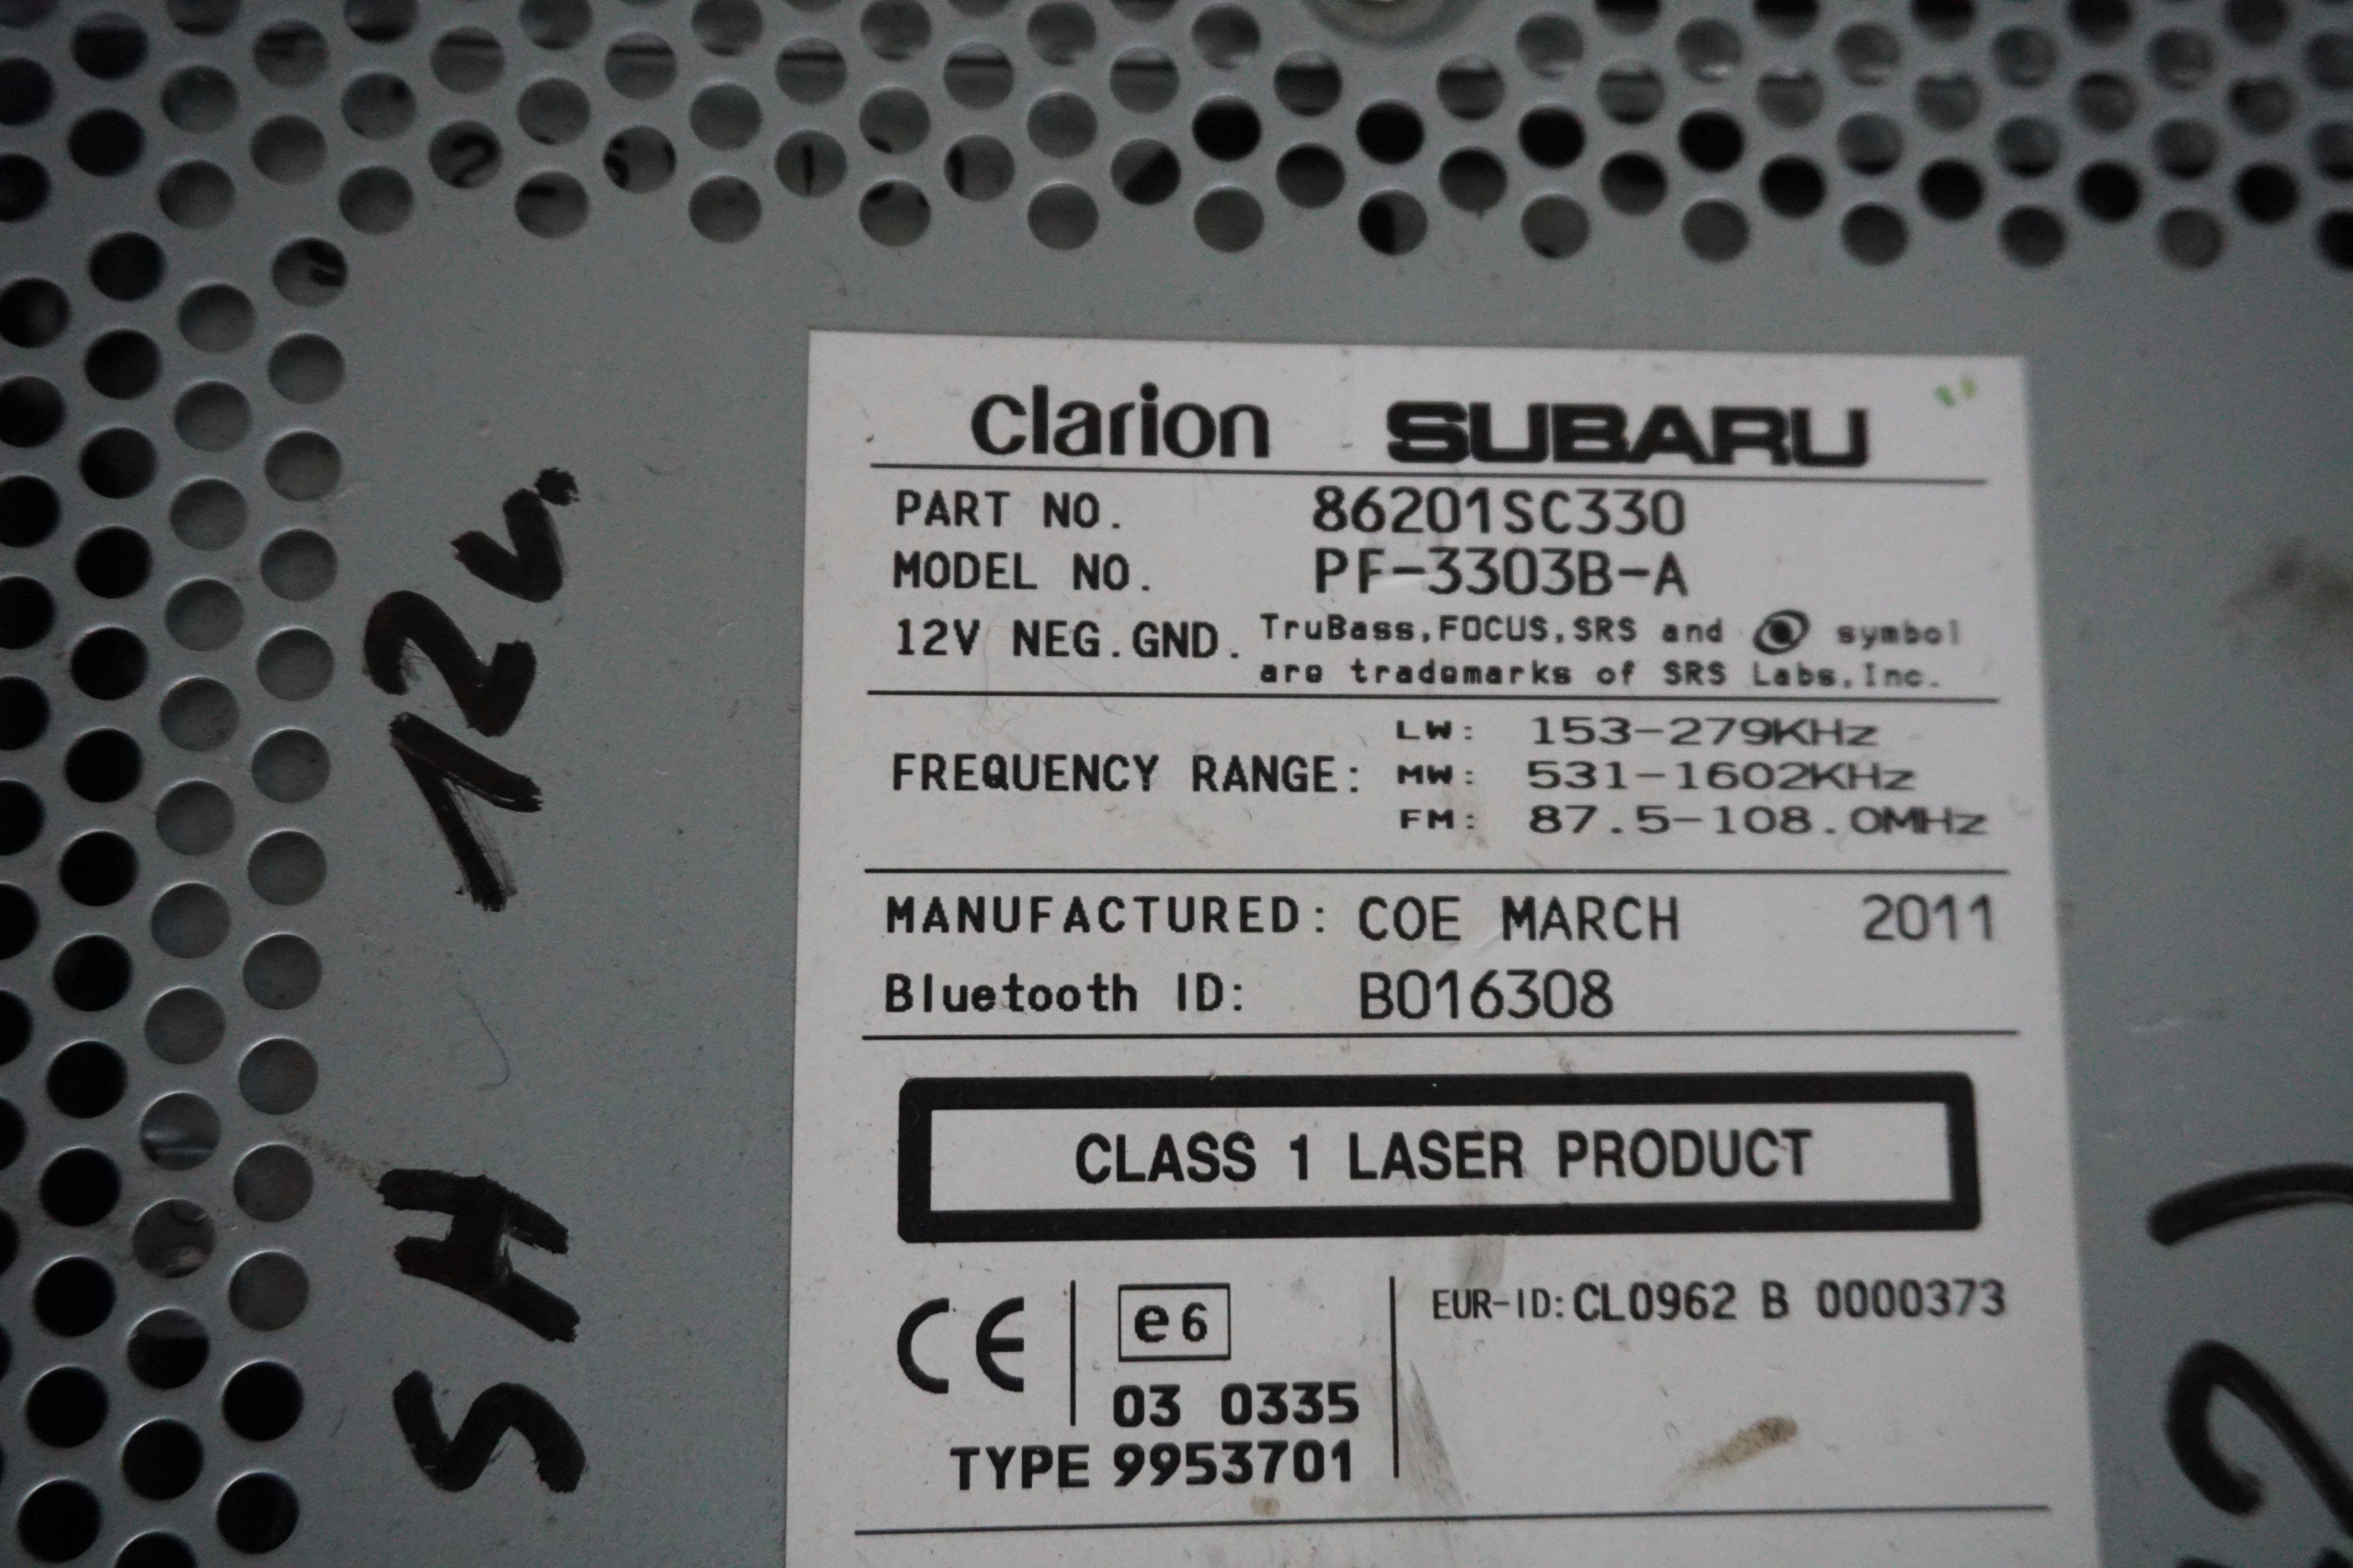 clarion SUBARU
PART NO. 86201SC330
MODEL NO. PF-3303B-A
12V NEG.GND. TruBass,FOCUS,SRS and symbol
are trademarks of SRS Labs,Inc.
FREQUENCY RANGE: LW: 153-279KHz
MW: 531-1602KHz
FM: 87.5-108.0MHz
MANUFACTURED: COE MARCH 2011
Bluetooth ID: B016308
CLASS 1 LASER PRODUCT
CE e6 EUR-ID:CL0962 B 0000373
03 0335
TYPE 9953701
SH 12v.